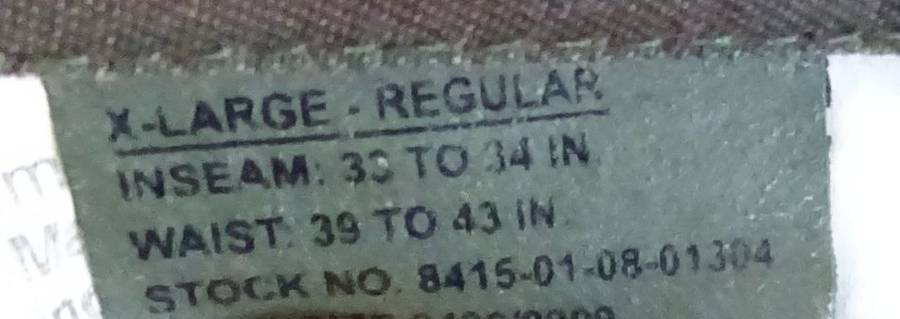 X-LARGE - REGULAR
INSEAM: 33 TO 34 IN.
WAIST: 39 TO 43 IN.
STOCK NO. 8415-01-08-01304